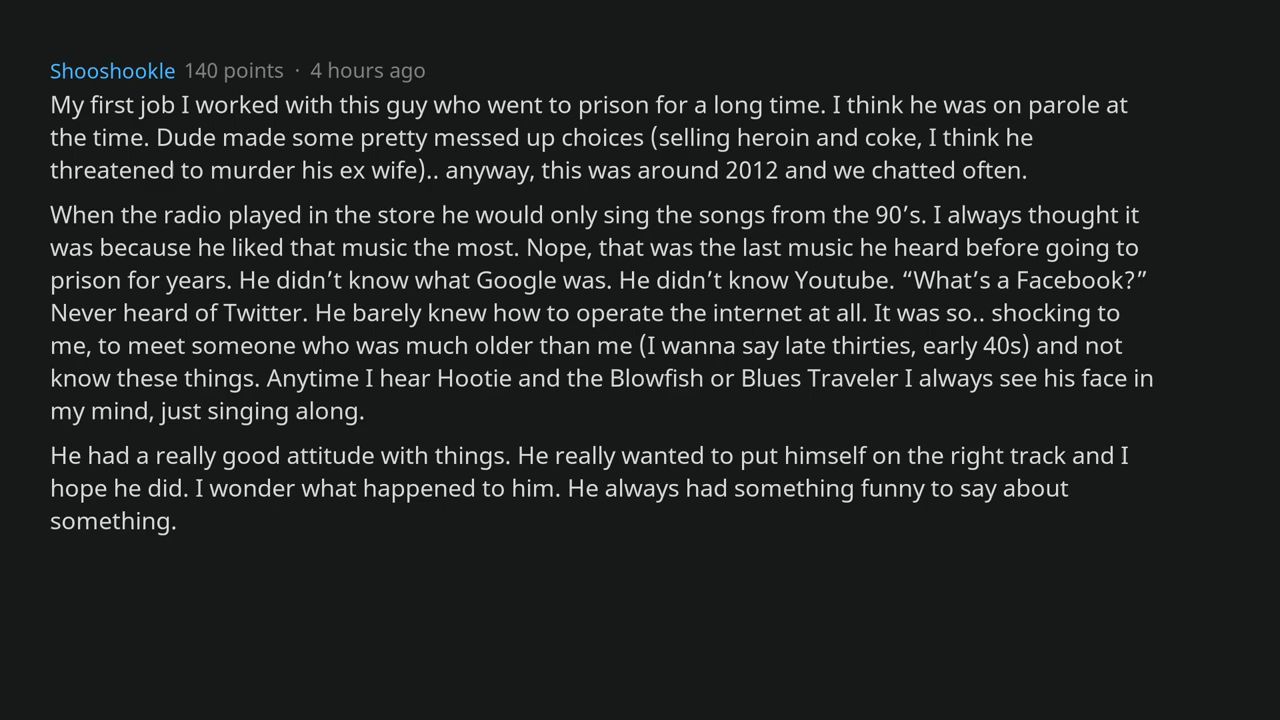 Shooshookle 140 points · 4 hours ago
My first job I worked with this guy who went to prison for a long time. I think he was on parole at
the time. Dude made some pretty messed up choices (selling heroin and coke, I think he
threatened to murder his ex wife).. anyway, this was around 2012 and we chatted often.
When the radio played in the store he would only sing the songs from the 90’s. I always thought it
was because he liked that music the most. Nope, that was the last music he heard before going to
prison for years. He didn’t know what Google was. He didn’t know Youtube. “What’s a Facebook?”
Never heard of Twitter. He barely knew how to operate the internet at all. It was so.. shocking to
me, to meet someone who was much older than me (I wanna say late thirties, early 40s) and not
know these things. Anytime I hear Hootie and the Blowfish or Blues Traveler I always see his face in
my mind, just singing along.
He had a really good attitude with things. He really wanted to put himself on the right track and I
hope he did. I wonder what happened to him. He always had something funny to say about
something.